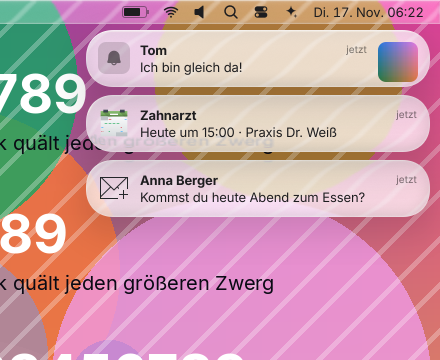 Di. 17. Nov. 06:22
Tom
jetzt
Ich bin gleich da!
789
Zahnarzt
jetzt
Heute um 15:00 · Praxis Dr. Weiß
k quält jeden größeren Zwerg
Anna Berger
jetzt
Kommst du heute Abend zum Essen?
89
k quält jeden größeren Zwerg